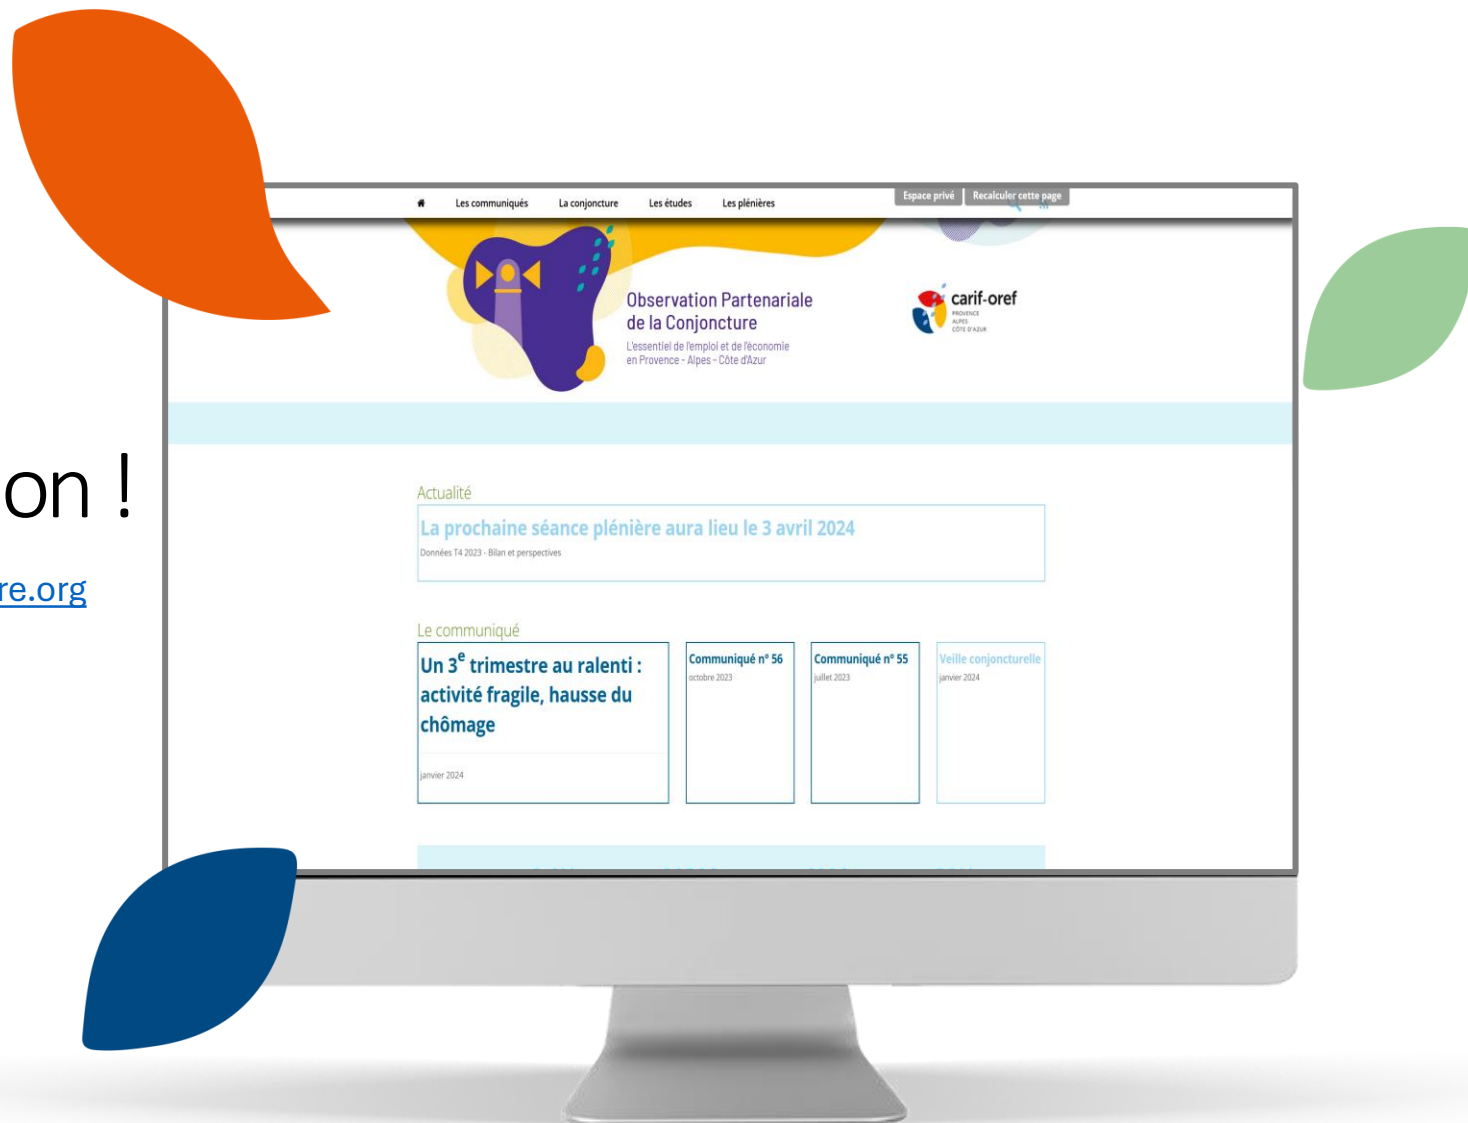 Les communiqués La conjoncture Les études Les plénières
Espace privé Recalculer cette page
Observation Partenariale
de la Conjoncture
L'essentiel de l'emploi et de l'économie
en Provence - Alpes - Côte d'Azur
carif-oref
PROVENCE
ALPES
CÔTE D'AZUR
on !
re.org
Actualité
La prochaine séance plénière aura lieu le 3 avril 2024
Données T4 2023 - Bilan et perspectives
Le communiqué
Un 3e trimestre au ralenti :
activité fragile, hausse du
chômage
janvier 2024
Communiqué n° 56
octobre 2023
Communiqué n° 55
juillet 2023
Veille conjoncturelle
janvier 2024